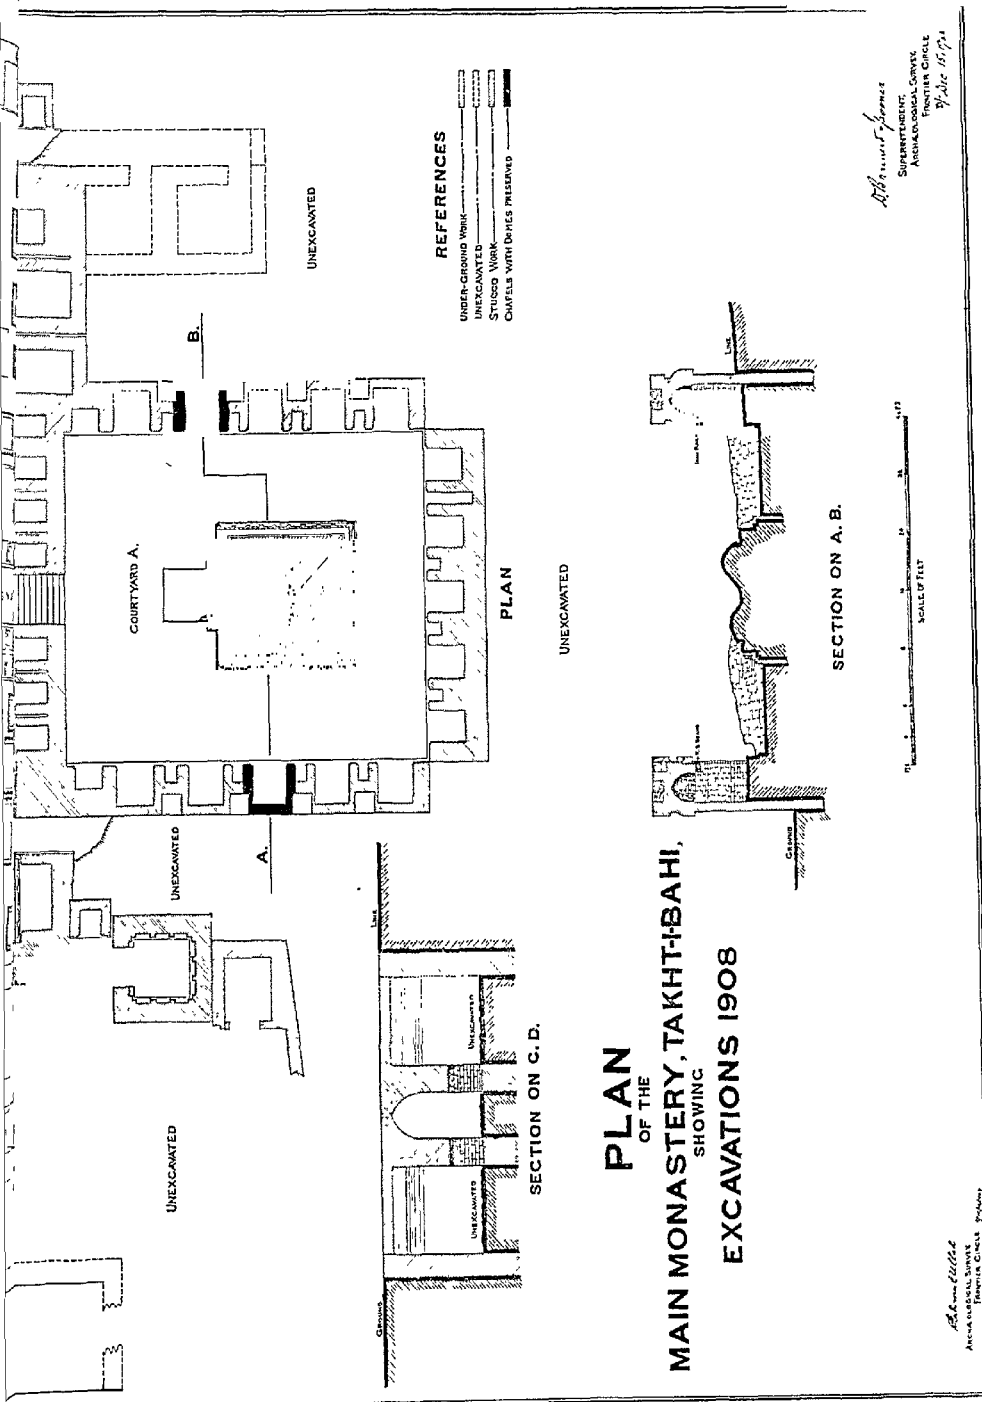 UNEXCAVATED
UNEXCAVATED
A.
COURTYARD A.
B.
UNEXCAVATED
PLAN
UNEXCAVATED
REFERENCES
UNDER-GROUND WORK
UNEXCAVATED
STUCCO WORK
CHAPELS WITH DOMES PRESERVED
GROUND
LINE
UNEXCAVATED
UNEXCAVATED
SECTION ON C. D.
PLAN
OF THE
MAIN MONASTERY, TAKHT-I-BAHI,
SHOWING
EXCAVATIONS 1908
GROUND
LINE
SECTION ON A. B.
SCALE OF FEET
ARCHAEOLOGICAL SURVEY
FRONTIER CIRCLE
SUPERINTENDENT,
ARCHAEOLOGICAL SURVEY,
FRONTIER CIRCLE